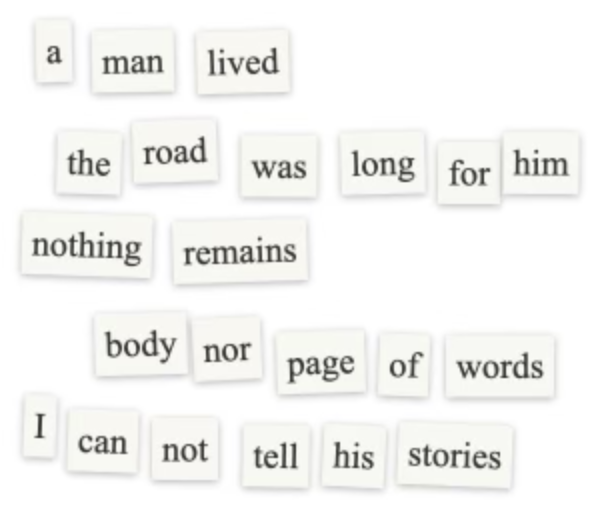 a man lived
the road was long for him
nothing remains
body nor page of words
I can not tell his stories